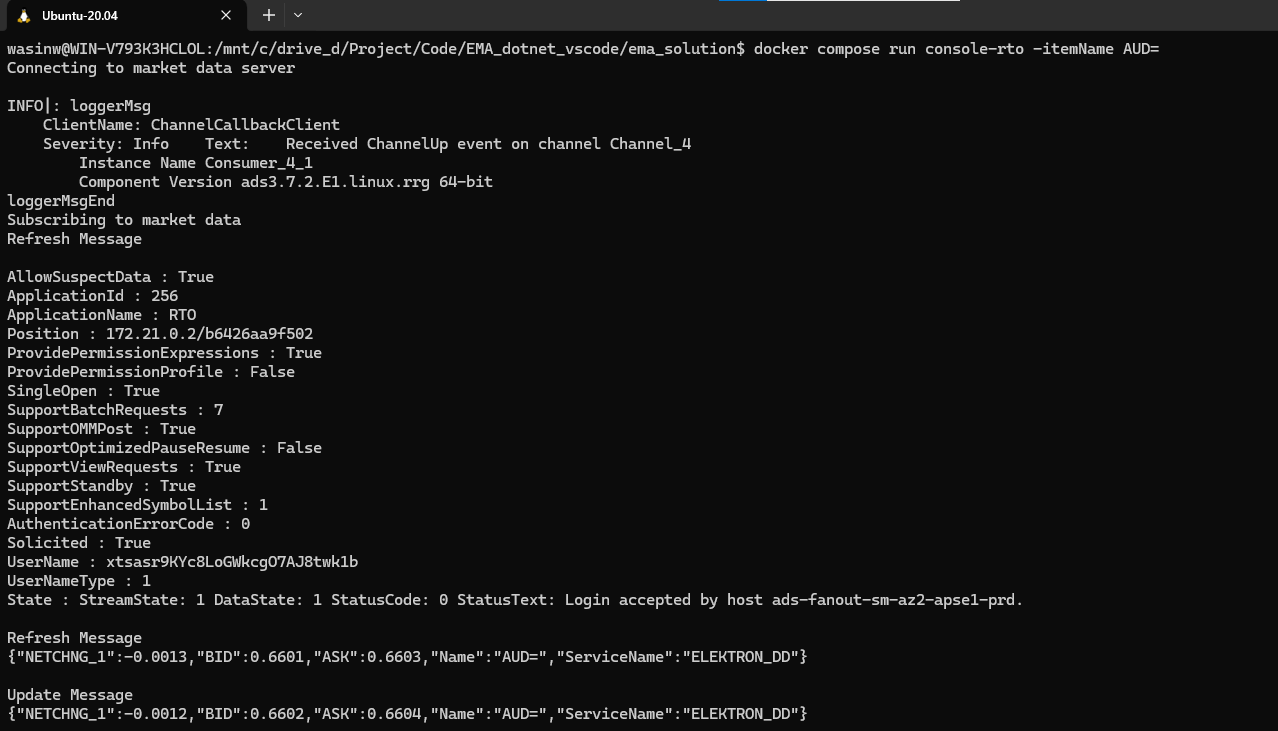 Ubuntu-20.04
wasinw@WIN-V793K3HCLOL:/mnt/c/drive_d/Project/Code/EMA_dotnet_vscode/ema_solution$ docker compose run console-rto -itemName AUD=
Connecting to market data server
INFO|: loggerMsg
    ClientName: ChannelCallbackClient
    Severity: Info    Text:    Received ChannelUp event on channel Channel_4
        Instance Name Consumer_4_1
        Component Version ads3.7.2.E1.linux.rrg 64-bit
loggerMsgEnd
Subscribing to market data
Refresh Message
AllowSuspectData : True
ApplicationId : 256
ApplicationName : RTO
Position : 172.21.0.2/b6426aa9f502
ProvidePermissionExpressions : True
ProvidePermissionProfile : False
SingleOpen : True
SupportBatchRequests : 7
SupportOMMPost : True
SupportOptimizedPauseResume : False
SupportViewRequests : True
SupportStandby : True
SupportEnhancedSymbolList : 1
AuthenticationErrorCode : 0
Solicited : True
UserName : xtsasr9KYc8LoGWkcgO7AJ8twk1b
UserNameType : 1
State : StreamState: 1 DataState: 1 StatusCode: 0 StatusText: Login accepted by host ads-fanout-sm-az2-apse1-prd.
Refresh Message
{"NETCHNG_1":-0.0013,"BID":0.6601,"ASK":0.6603,"Name":"AUD=","ServiceName":"ELEKTRON_DD"}
Update Message
{"NETCHNG_1":-0.0012,"BID":0.6602,"ASK":0.6604,"Name":"AUD=","ServiceName":"ELEKTRON_DD"}